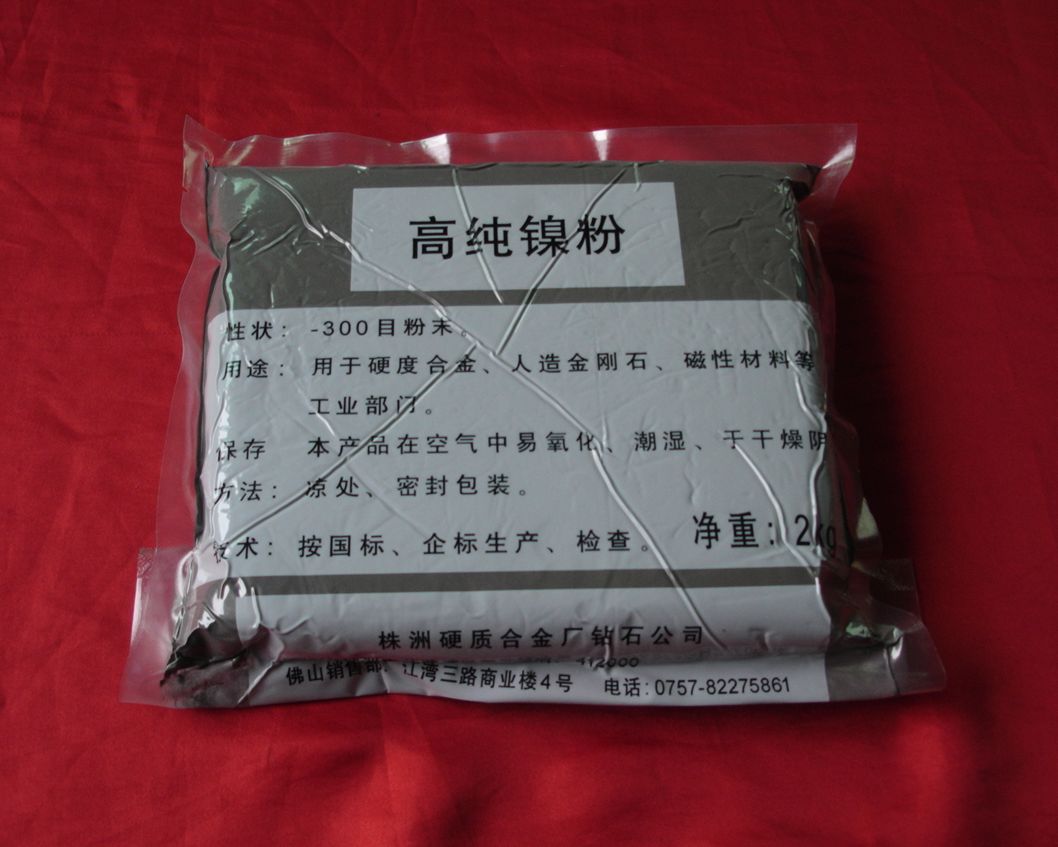 高纯镍粉
性状：-300目粉末。
用途：用于硬度合金、人造金刚石、磁性材料等
工业部门。
保存 本产品在空气中易氧化、潮湿、于干燥阴
方法：凉处、密封包装。
技术：按国标、企标生产、检查。 净重：2kg
株洲硬质合金厂钻石公司
412000
佛山销售部：江湾三路商业楼4号 电话：0757-82275861